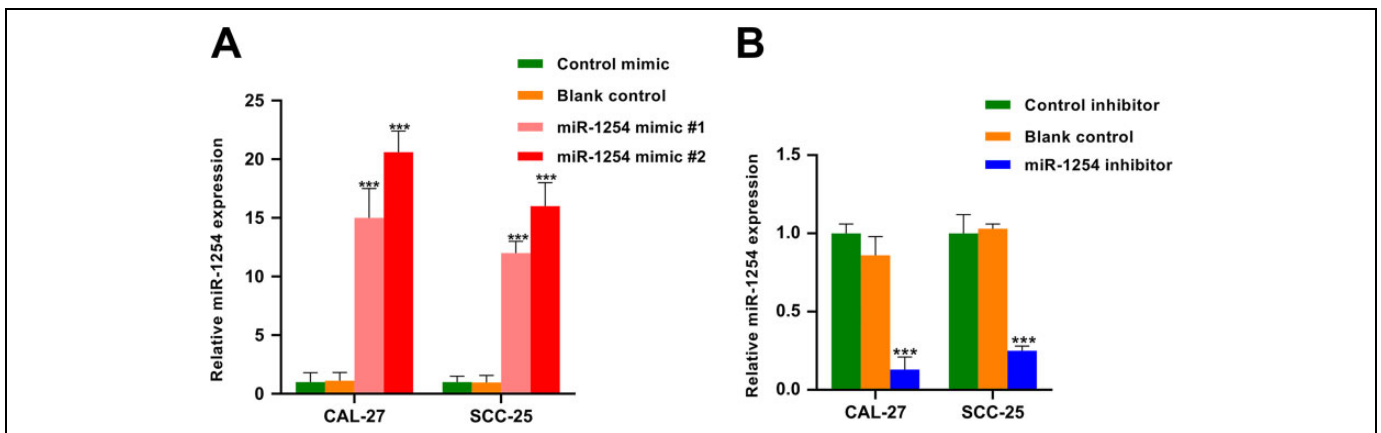 A
Control mimic
Blank control
miR-1254 mimic #1
miR-1254 mimic #2
Relative miR-1254 expression
25
20
15
10
5
0
***
***
***
***
CAL-27
SCC-25
B
Control inhibitor
Blank control
miR-1254 inhibitor
Relative miR-1254 expression
1.5
1.0
0.5
0.0
***
***
CAL-27
SCC-25